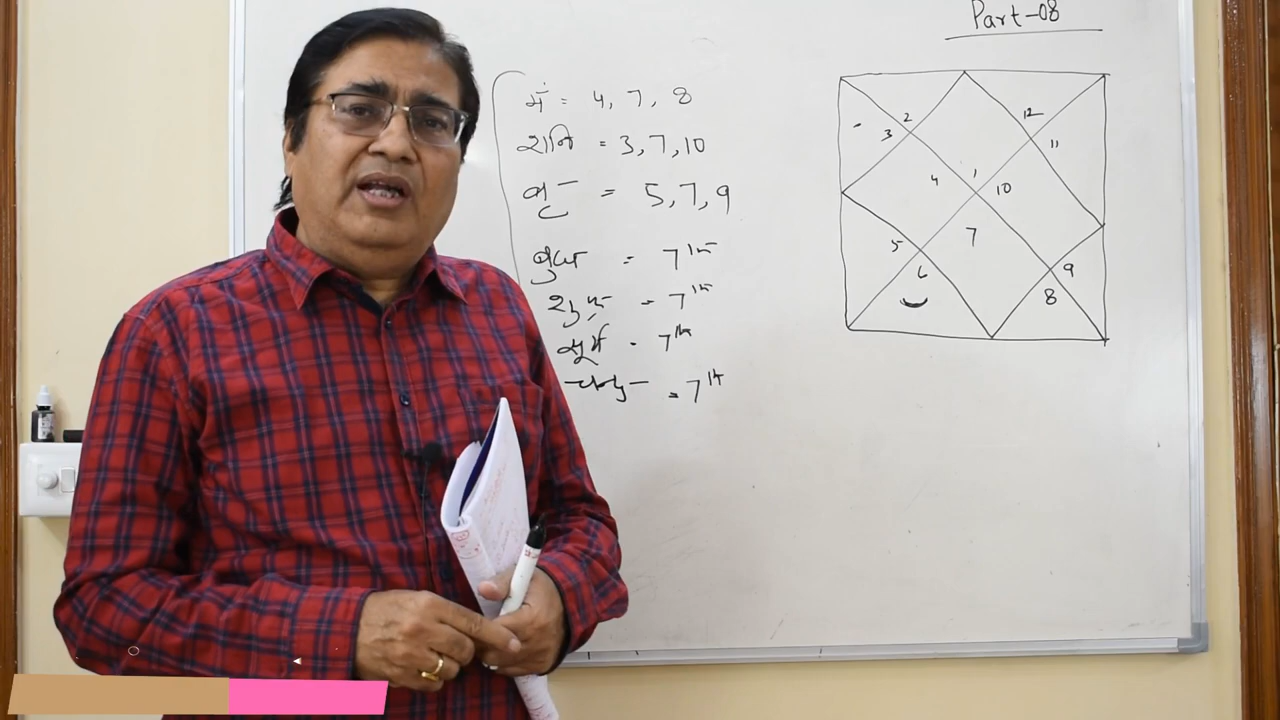 Part-08
मं = 4, 7, 8
शनि = 3, 7, 10
गु = 5, 7, 9
बुध = 7th
शुक्र = 7th
सूर्य = 7th
चन्द्र = 7th
2 12
3 11
4 1 10
5 7
6 9
8